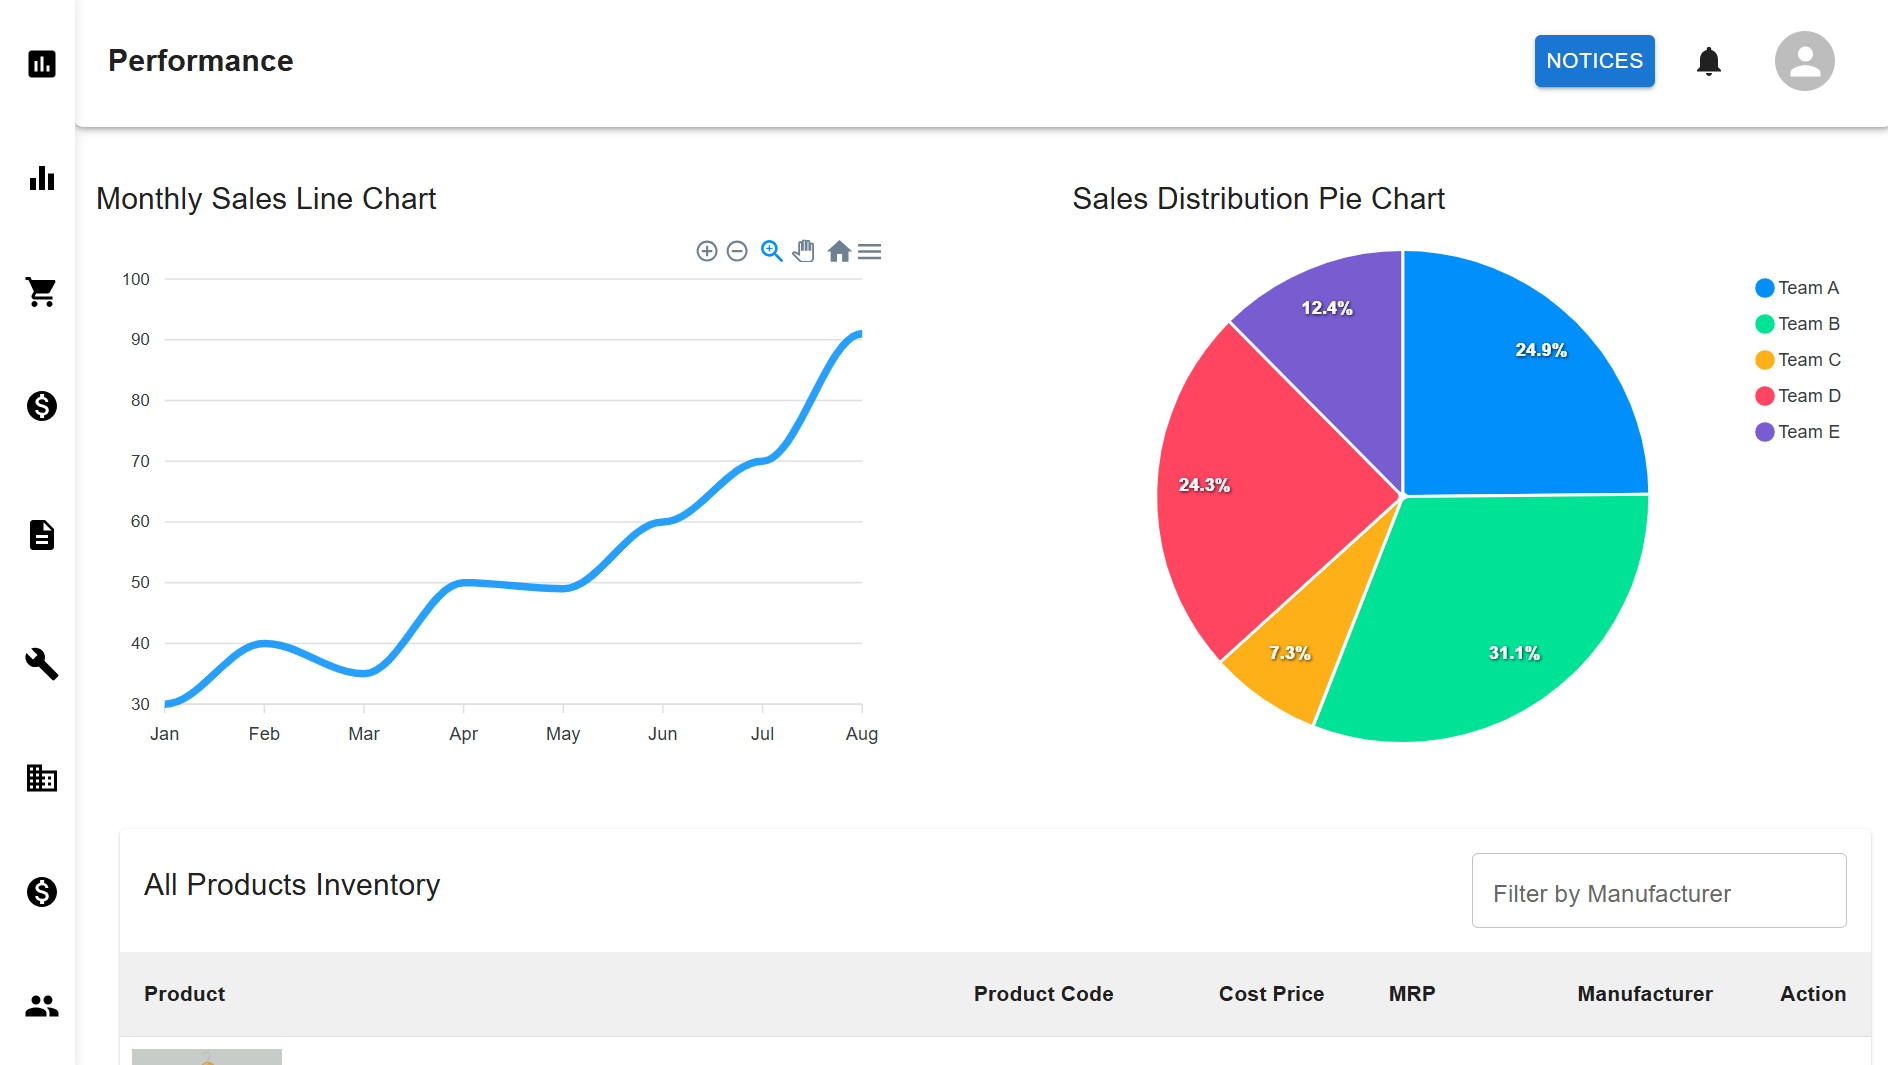 Performance
NOTICES
Monthly Sales Line Chart
100
90
80
70
60
50
40
30
Jan Feb Mar Apr May Jun Jul Aug
Sales Distribution Pie Chart
12.4%
24.9%
24.3%
7.3%
31.1%
Team A
Team B
Team C
Team D
Team E
All Products Inventory
Filter by Manufacturer
Product Product Code Cost Price MRP Manufacturer Action